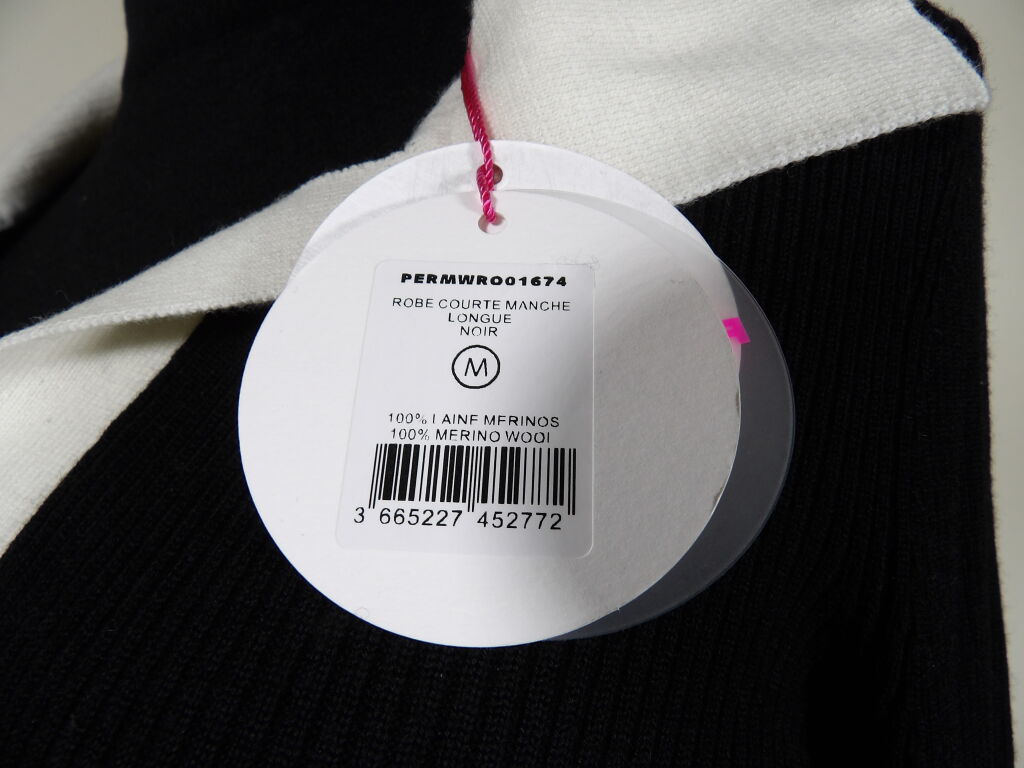 PERMWRO01674
ROBE COURTE MANCHE
LONGUE
NOIR
M
100% LAINE MERINOS
100% MERINO WOOL
3 665227 452772